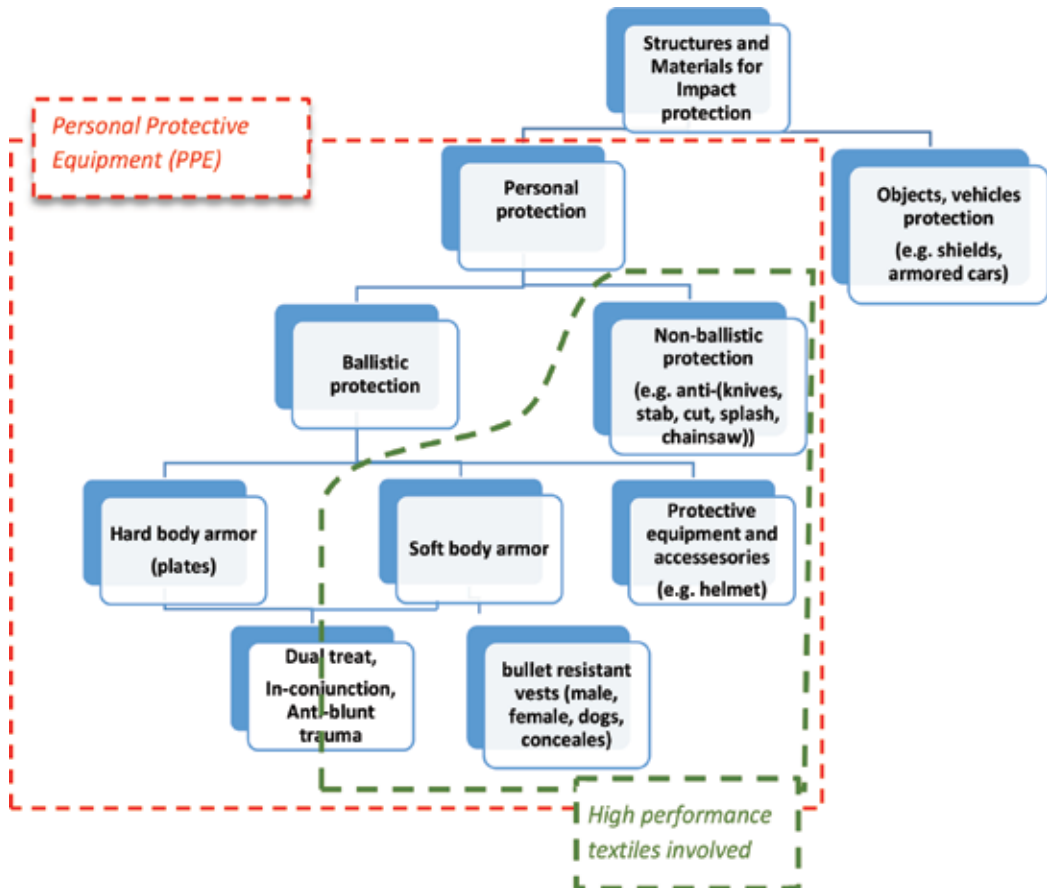 Structures and
Materials for
Impact
protection
Personal Protective
Equipment (PPE)
Personal
protection
Objects, vehicles
protection
(e.g. shields,
armored cars)
Ballistic
protection
Non-ballistic
protection
(e.g. anti-(knives,
stab, cut, splash,
chainsaw))
Hard body armor
(plates)
Soft body armor
Protective
equipment and
accessesories
(e.g. helmet)
Dual treat,
In-conjunction,
Anti-blunt
trauma
bullet resistant
vests (male,
female, dogs,
conceales)
High performance
textiles involved